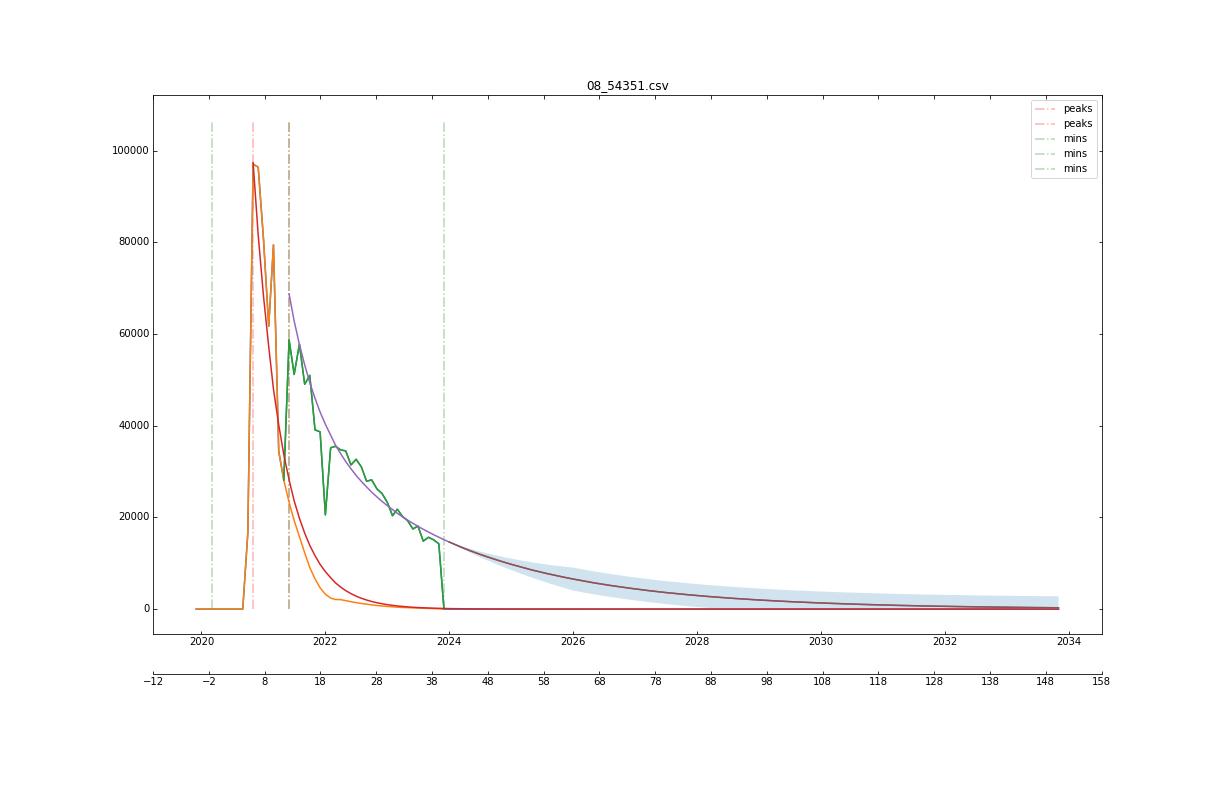 08_54351.csv
peaks
peaks
mins
mins
mins
100000
80000
60000
40000
20000
0
2020 2022 2024 2026 2028 2030 2032 2034
−12 −2 8 18 28 38 48 58 68 78 88 98 108 118 128 138 148 158